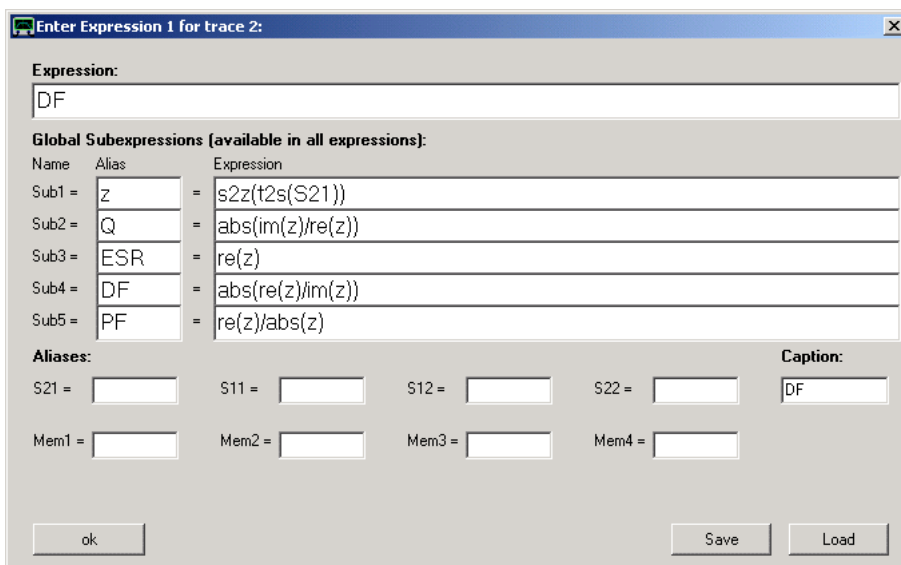 Enter Expression 1 for trace 2:
Expression:
DF
Global Subexpressions (available in all expressions):
Name Alias Expression
Sub1 = z = s2z(t2s(S21))
Sub2 = Q = abs(im(z)/re(z))
Sub3 = ESR = re(z)
Sub4 = DF = abs(re(z)/im(z))
Sub5 = PF = re(z)/abs(z)
Aliases: Caption:
S21 = S11 = S12 = S22 = DF
Mem1 = Mem2 = Mem3 = Mem4 =
ok Save Load